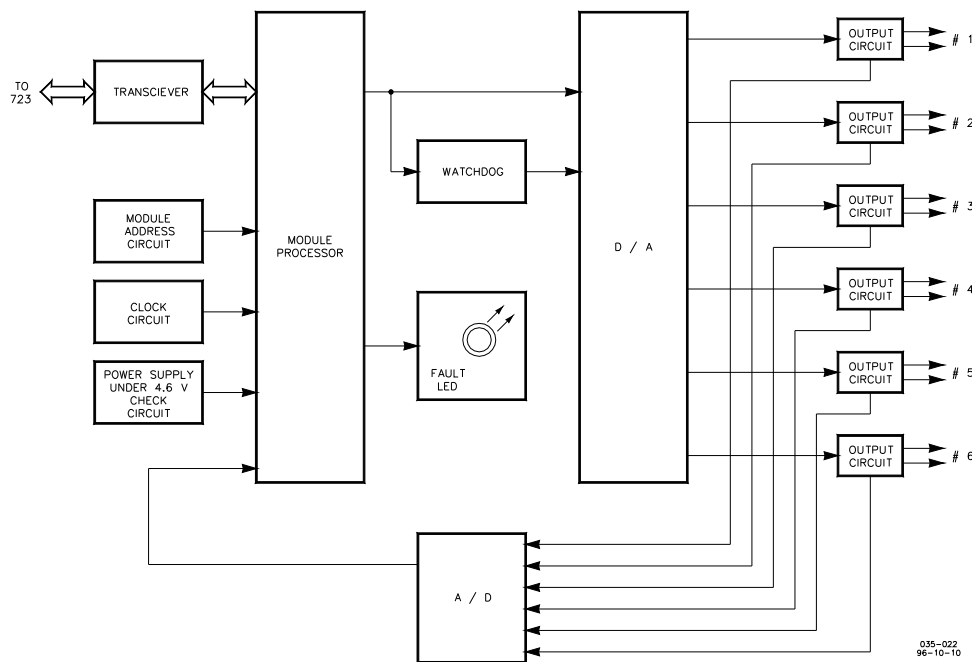 TO
723
TRANSCIEVER
MODULE
ADDRESS
CIRCUIT
CLOCK
CIRCUIT
POWER SUPPLY
UNDER 4.6 V
CHECK
CIRCUIT
MODULE
PROCESSOR
WATCHDOG
FAULT
LED
D / A
A / D
OUTPUT
CIRCUIT
# 1
OUTPUT
CIRCUIT
# 2
OUTPUT
CIRCUIT
# 3
OUTPUT
CIRCUIT
# 4
OUTPUT
CIRCUIT
# 5
OUTPUT
CIRCUIT
# 6
035-022
96-10-10